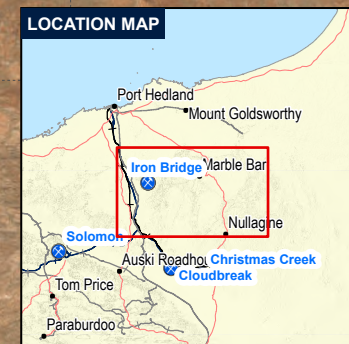 LOCATION MAP
Port Hedland
Mount Goldsworthy
Marble Bar
Iron Bridge
Nullagine
Solomon
Auski Roadhou
Christmas Creek
Cloudbreak
Tom Price
Paraburdoo